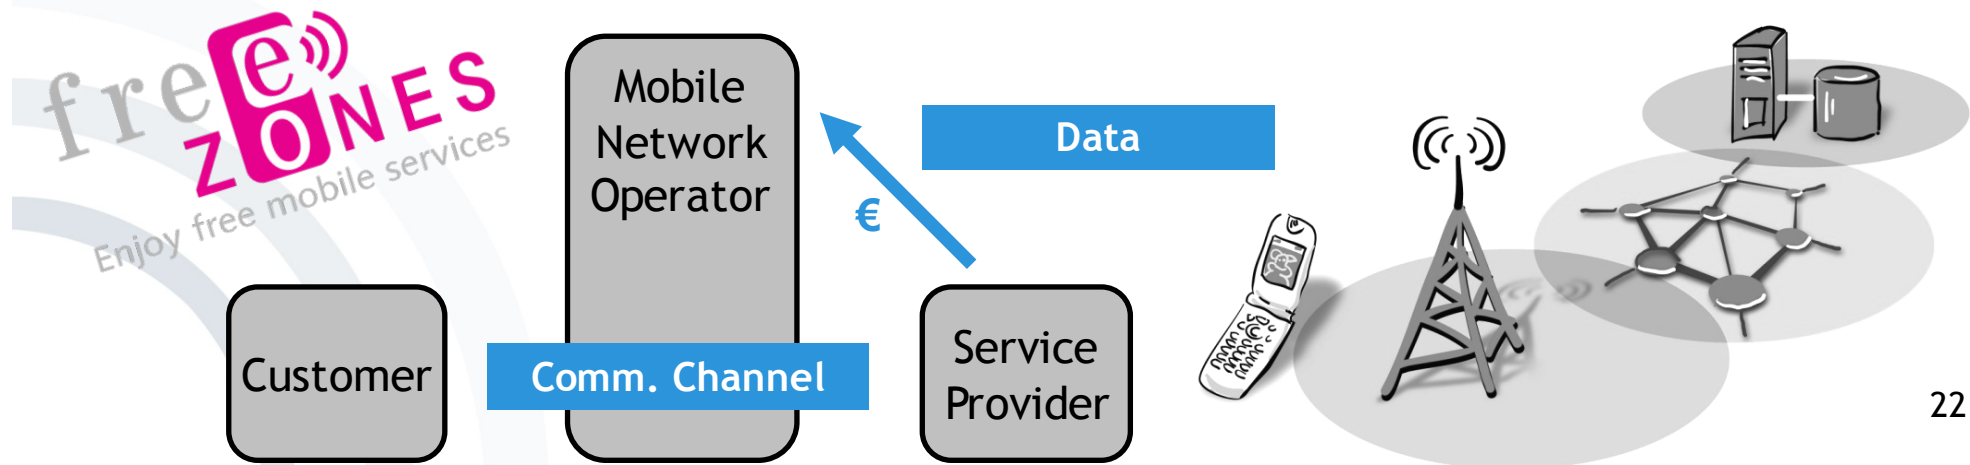 free
e
ZONES
Enjoy free mobile services
Mobile
Network
Operator
Data
€
Customer
Comm. Channel
Service
Provider
22